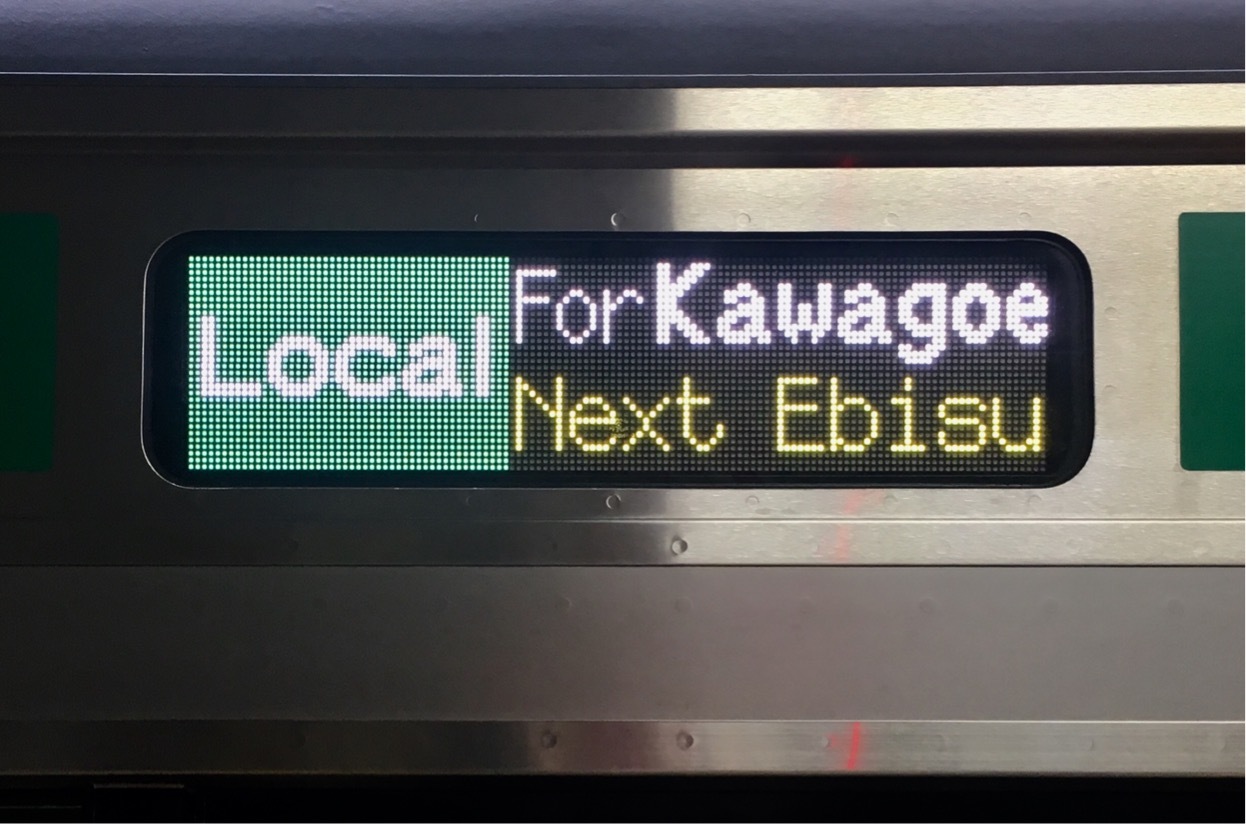 Local
For Kawagoe
Next Ebisu